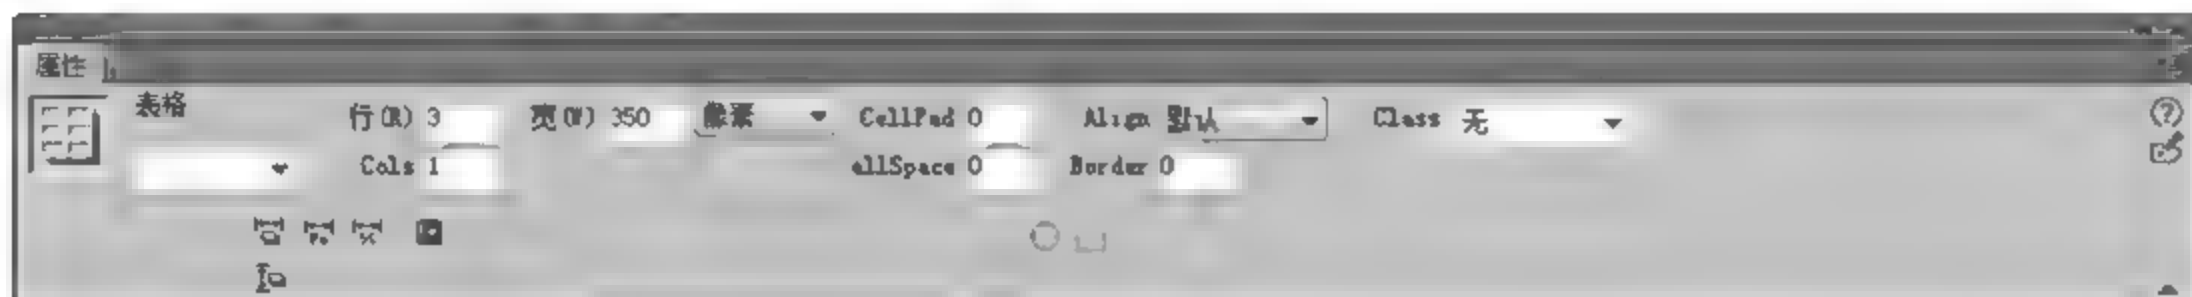 属性
表格 行(R) 3 宽(W) 350 像素 CellPad 0 Align 默认 Class 无
Cols 1 ellSpace 0 Border 0